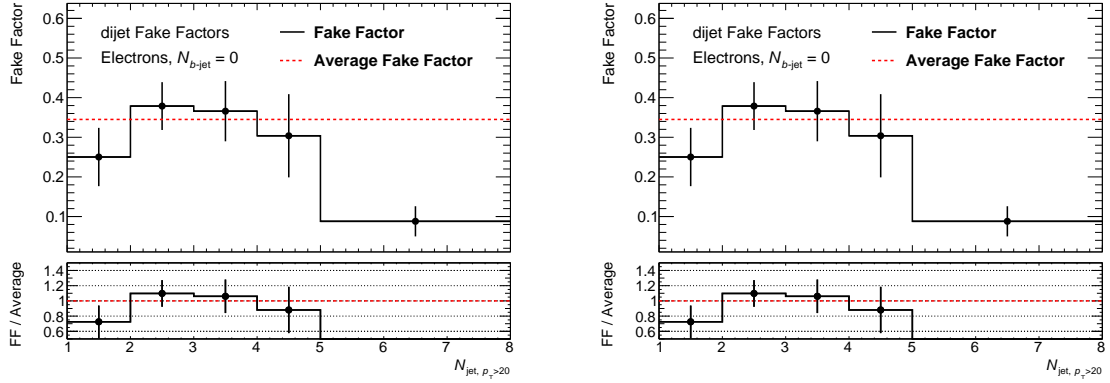 Fake Factor
0.6
0.5
0.4
0.3
0.2
0.1
dijet Fake Factors
Electrons, N_b-jet = 0
Fake Factor
Average Fake Factor
FF / Average
1.4
1.2
1
0.8
0.6
1 2 3 4 5 6 7 8
N_jet, p_T>20
Fake Factor
0.6
0.5
0.4
0.3
0.2
0.1
dijet Fake Factors
Electrons, N_b-jet = 0
Fake Factor
Average Fake Factor
FF / Average
1.4
1.2
1
0.8
0.6
1 2 3 4 5 6 7 8
N_jet, p_T>20